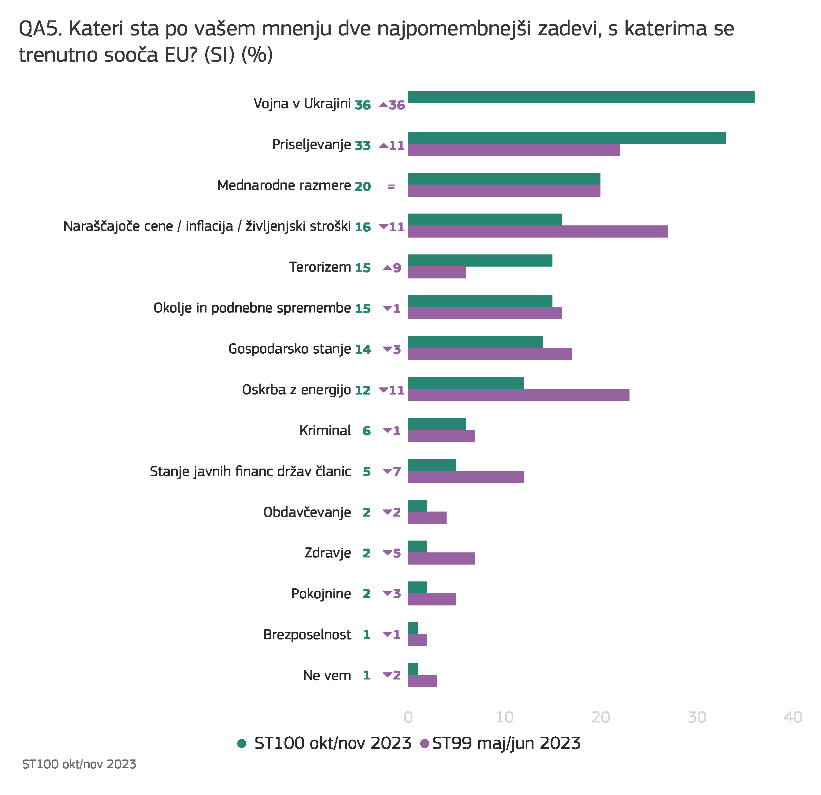 QA5. Kateri sta po vašem mnenju dve najpomembnejši zadevi, s katerima se
trenutno sooča EU? (SI) (%)
Vojna v Ukrajini 36 ▲36
Priseljevanje 33 ▲11
Mednarodne razmere 20 =
Naraščajoče cene / inflacija / življenjski stroški 16 ▼11
Terorizem 15 ▲9
Okolje in podnebne spremembe 15 ▼1
Gospodarsko stanje 14 ▼3
Oskrba z energijo 12 ▼11
Kriminal 6 ▼1
Stanje javnih financ držav članic 5 ▼7
Obdavčevanje 2 ▼2
Zdravje 2 ▼5
Pokojnine 2 ▼3
Brezposelnost 1 ▼1
Ne vem 1 ▼2
0 10 20 30 40
ST100 okt/nov 2023 ST99 maj/jun 2023
ST100 okt/nov 2023